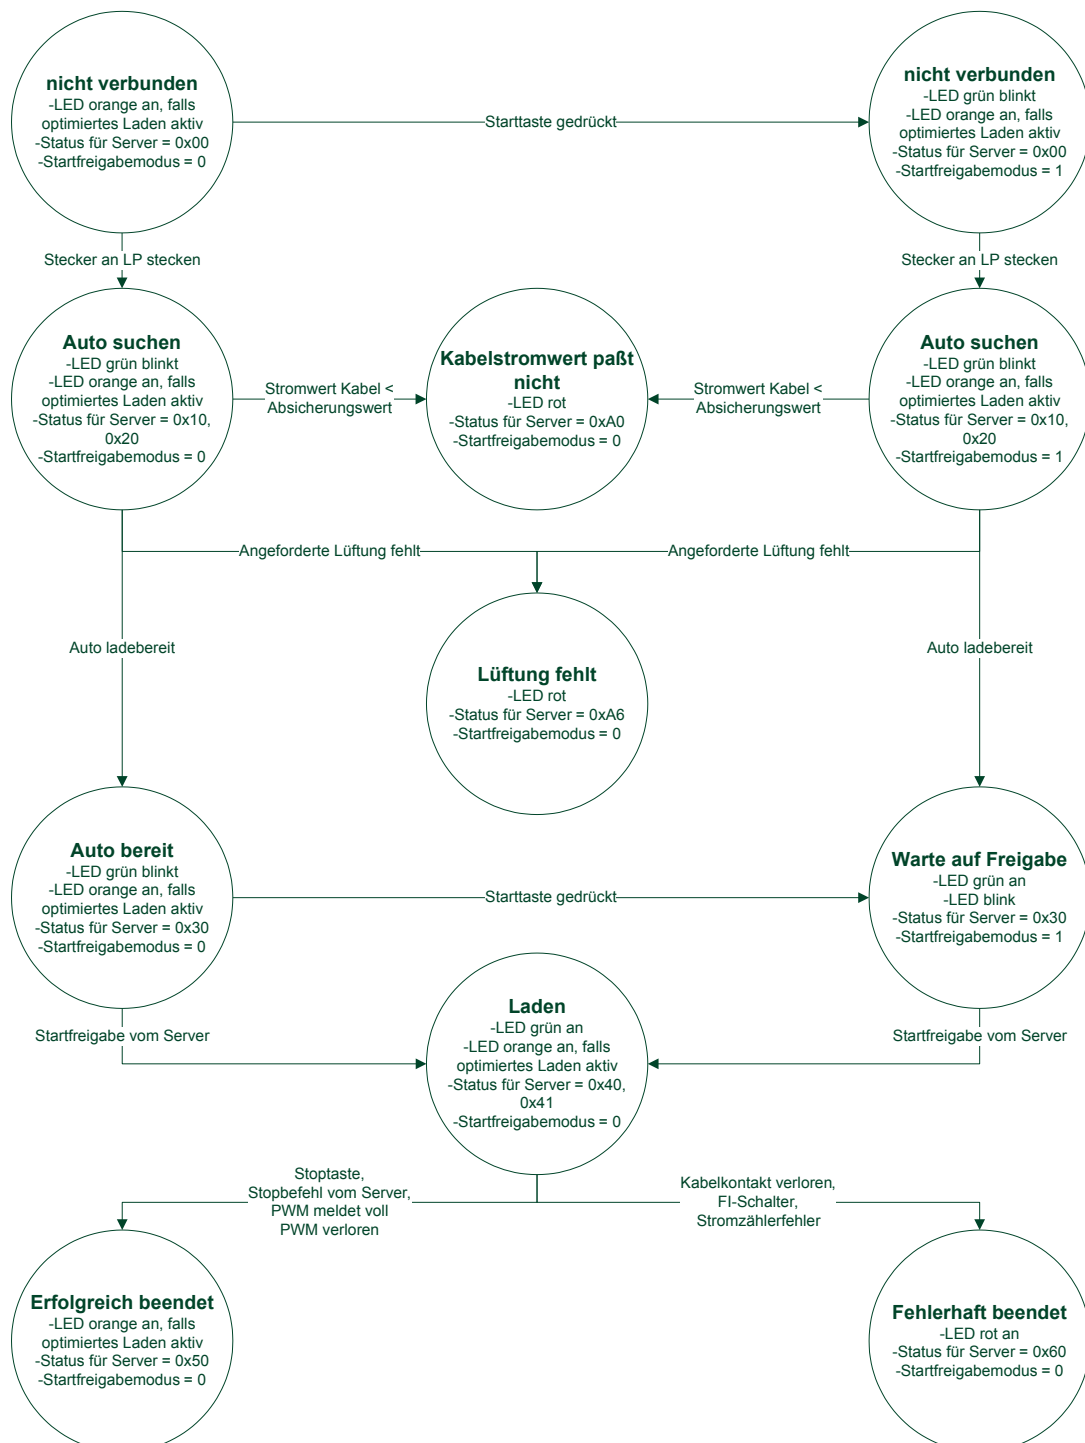 nicht verbunden
-LED orange an, falls
optimiertes Laden aktiv
-Status für Server = 0x00
-Startfreigabemodus = 0
Starttaste gedrückt
nicht verbunden
-LED grün blinkt
-LED orange an, falls
optimiertes Laden aktiv
-Status für Server = 0x00
-Startfreigabemodus = 1
Stecker an LP stecken
Stecker an LP stecken
Auto suchen
-LED grün blinkt
-LED orange an, falls
optimiertes Laden aktiv
-Status für Server = 0x10,
0x20
-Startfreigabemodus = 0
Stromwert Kabel <
Absicherungswert
Kabelstromwert paßt
nicht
-LED rot
-Status für Server = 0xA0
-Startfreigabemodus = 0
Stromwert Kabel <
Absicherungswert
Auto suchen
-LED grün blinkt
-LED orange an, falls
optimiertes Laden aktiv
-Status für Server = 0x10,
0x20
-Startfreigabemodus = 1
Angeforderte Lüftung fehlt
Angeforderte Lüftung fehlt
Auto ladebereit
Lüftung fehlt
-LED rot
-Status für Server = 0xA6
-Startfreigabemodus = 0
Auto ladebereit
Auto bereit
-LED grün blinkt
-LED orange an, falls
optimiertes Laden aktiv
-Status für Server = 0x30
-Startfreigabemodus = 0
Starttaste gedrückt
Warte auf Freigabe
-LED grün an
-LED blink
-Status für Server = 0x30
-Startfreigabemodus = 1
Startfreigabe vom Server
Laden
-LED grün an
-LED orange an, falls
optimiertes Laden aktiv
-Status für Server = 0x40,
0x41
-Startfreigabemodus = 0
Startfreigabe vom Server
Stoptaste,
Stopbefehl vom Server,
PWM meldet voll
PWM verloren
Kabelkontakt verloren,
FI-Schalter,
Stromzählerfehler
Erfolgreich beendet
-LED orange an, falls
optimiertes Laden aktiv
-Status für Server = 0x50
-Startfreigabemodus = 0
Fehlerhaft beendet
-LED rot an
-Status für Server = 0x60
-Startfreigabemodus = 0